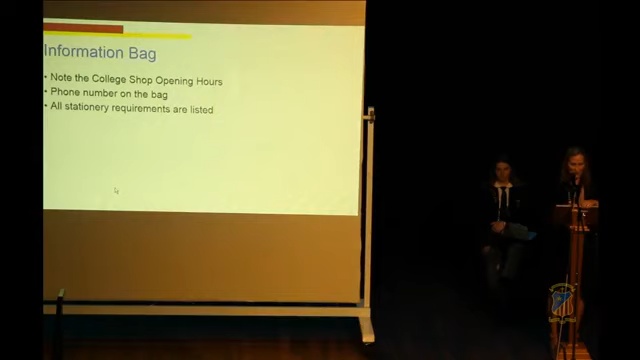 Information Bag
• Note the College Shop Opening Hours
• Phone number on the bag
• All stationery requirements are listed